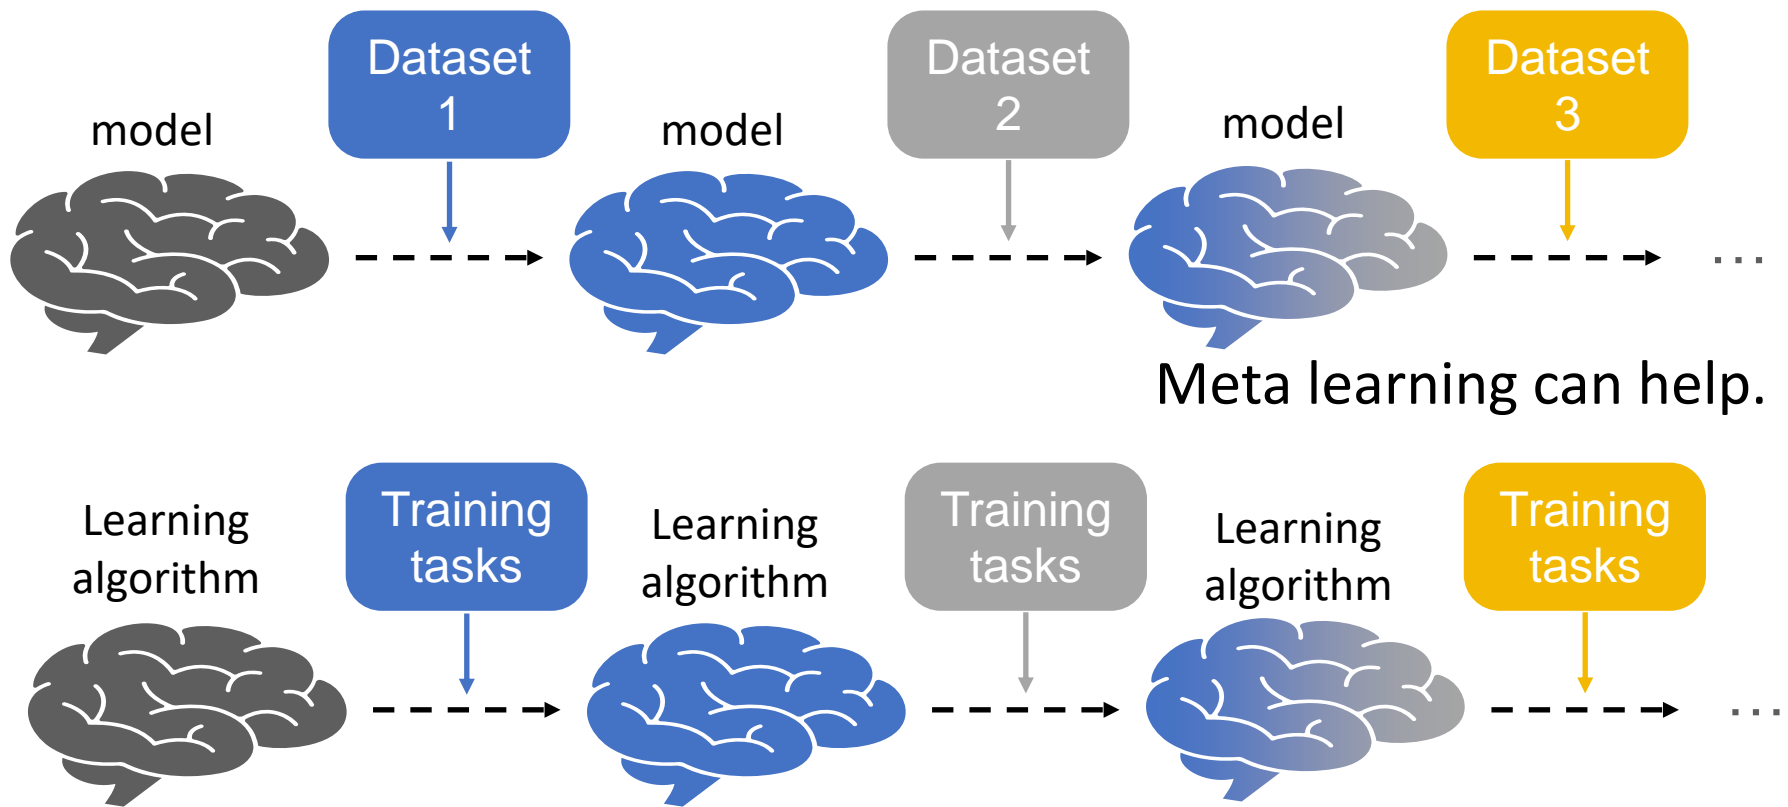 Dataset
1
Dataset
2
Dataset
3
model
model
model
...
Meta learning can help.
Training
tasks
Training
tasks
Training
tasks
Learning
algorithm
Learning
algorithm
Learning
algorithm
...